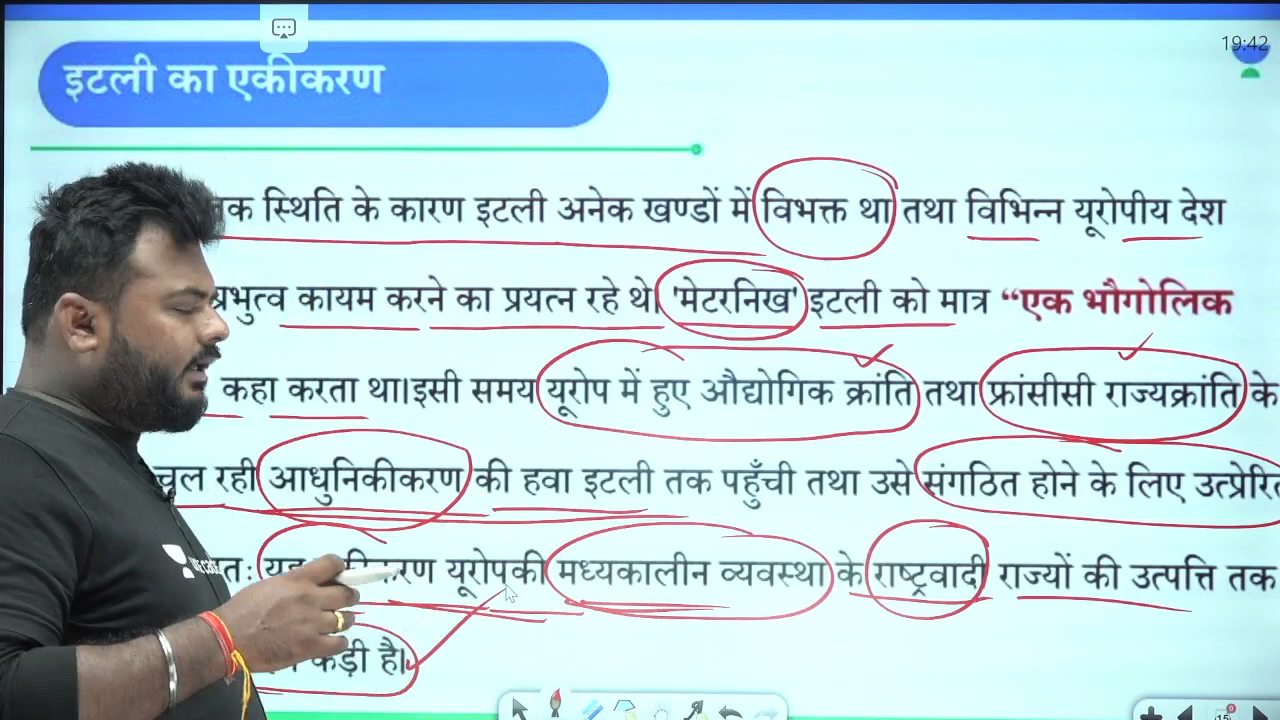 19:42
इटली का एकीकरण
स्थिति के कारण इटली अनेक खण्डों में विभक्त था तथा विभिन्न यूरोपीय देश
कायम करने का प्रयत्न रहे थे। 'मेटरनिख' इटली को मात्र “एक भौगोलिक
कहा करता था।इसी समय यूरोप में हुए औद्योगिक क्रांति तथा फ्रांसीसी राज्यक्रांति के
रही आधुनिकीकरण की हवा इटली तक पहुँची तथा उसे संगठित होने के लिए
यूरोपकी मध्यकालीन व्यवस्था के राष्ट्रवादी राज्यों की उत्पत्ति तक
कड़ी है।
15